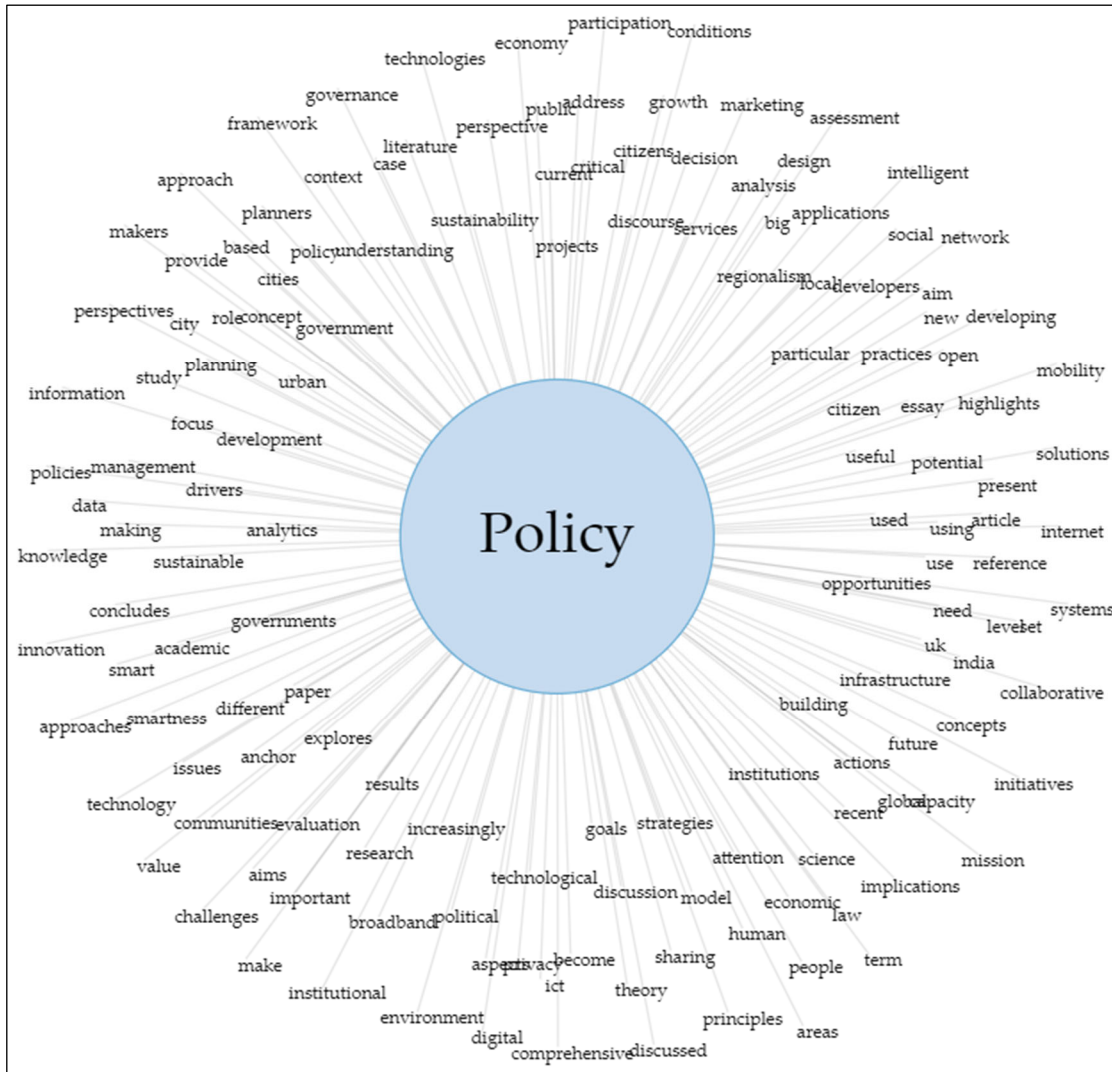 participation
conditions
economy
technologies
governance
public
address
growth
marketing
assessment
framework
perspective
literature
case
citizens
decision
design
context
current
critical
analysis
intelligent
approach
planners
sustainability
discourse
services
big
applications
makers
provide
based
policy
understanding
projects
social
network
cities
regionalism
local
developers
aim
perspectives
city
role
concept
government
new
developing
planning
particular
practices
open
study
urban
mobility
information
citizen
essay
highlights
focus
development
policies
management
useful
potential
solutions
drivers
present
data
making
analytics
Policy
used
using
article
internet
knowledge
sustainable
use
reference
opportunities
concludes
need
systems
governments
level
set
innovation
academic
uk
smart
india
infrastructure
collaborative
approaches
smartness
different
paper
building
concepts
explores
future
issues
anchor
actions
institutions
results
initiatives
technology
global
capacity
recent
communities
evaluation
increasingly
goals
strategies
value
research
attention
science
mission
aims
important
technological
discussion
model
economic
implications
challenges
broadband
political
law
human
make
aspects
privacy
become
sharing
people
term
institutional
ict
theory
environment
digital
principles
areas
comprehensive
discussed